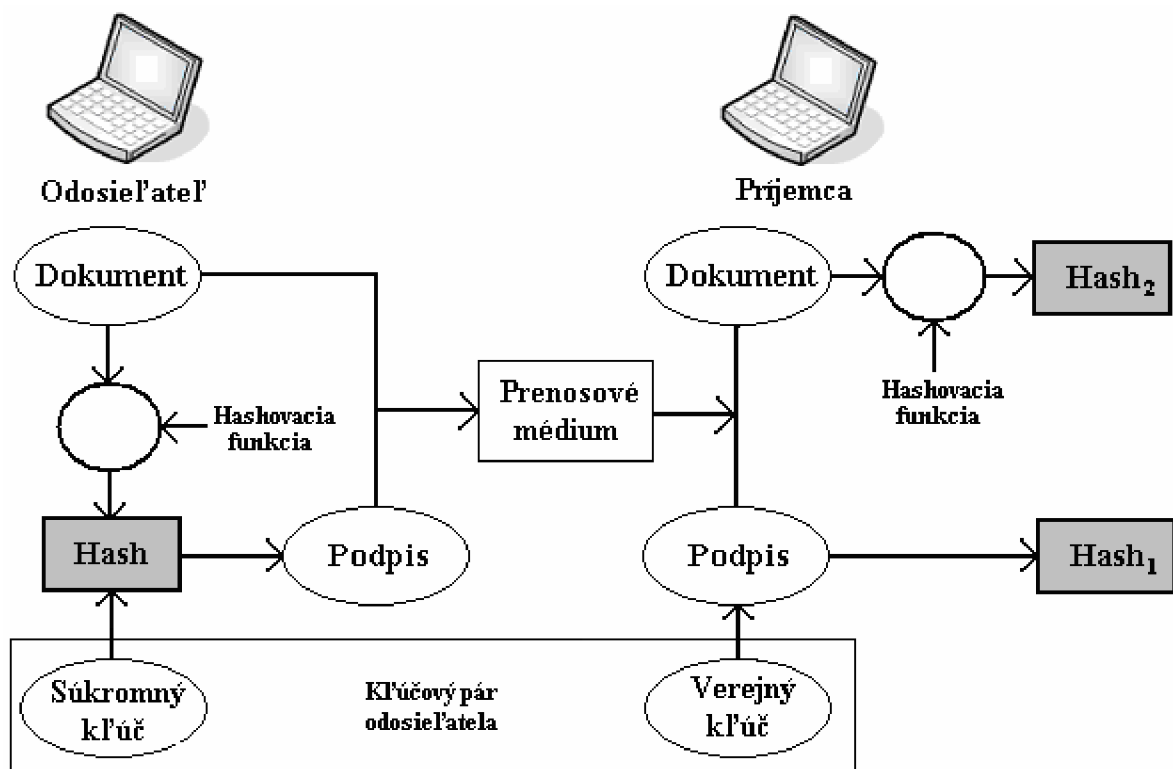 Odosieľateľ
Príjemca
Dokument
Dokument
Hash2
Hashovacia
funkcia
Prenosové
médium
Hashovacia
funkcia
Hash
Podpis
Podpis
Hash1
Súkromný
kľúč
Kľúčový pár
odosieľatela
Verejný
kľúč